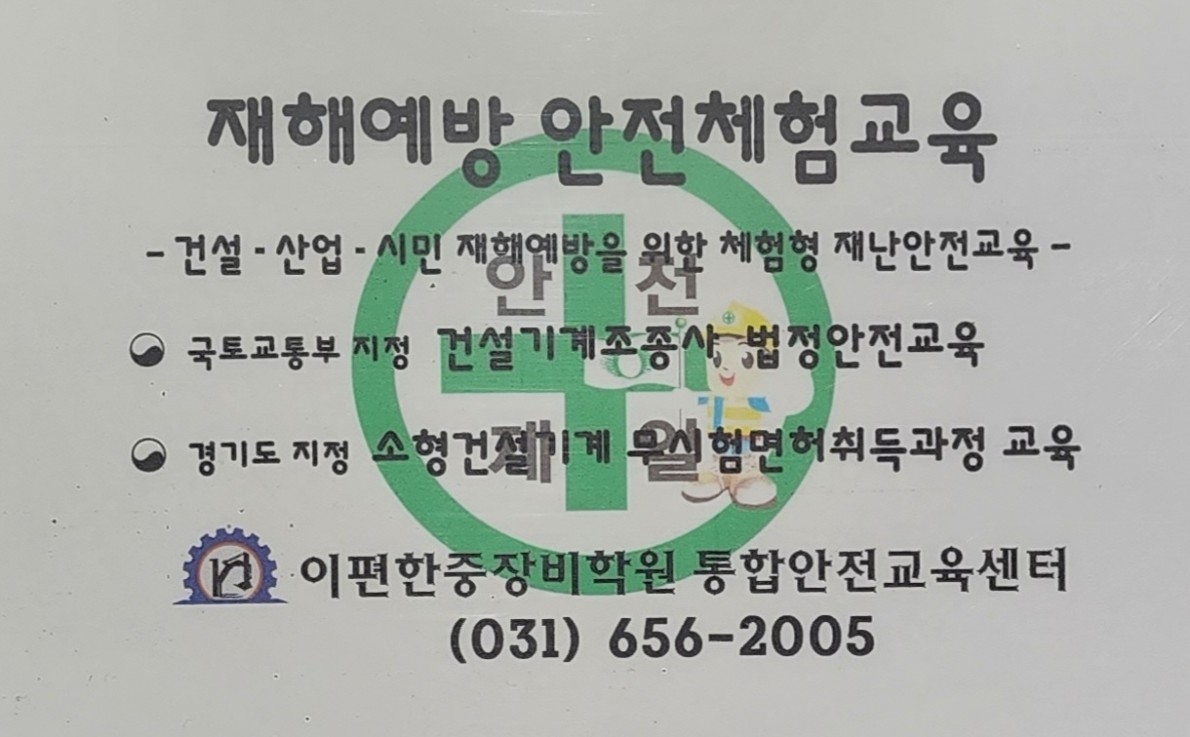 재해예방 안전체험교육
- 건설 - 산업 - 시민 재해예방을 위한 체험형 재난안전교육 -
안 전
국토교통부 지정 건설기계조종사 법정안전교육
경기도 지정 소형건설기계 무시험면허취득과정 교육
제 일
이편한중장비학원 통합안전교육센터
(031) 656-2005